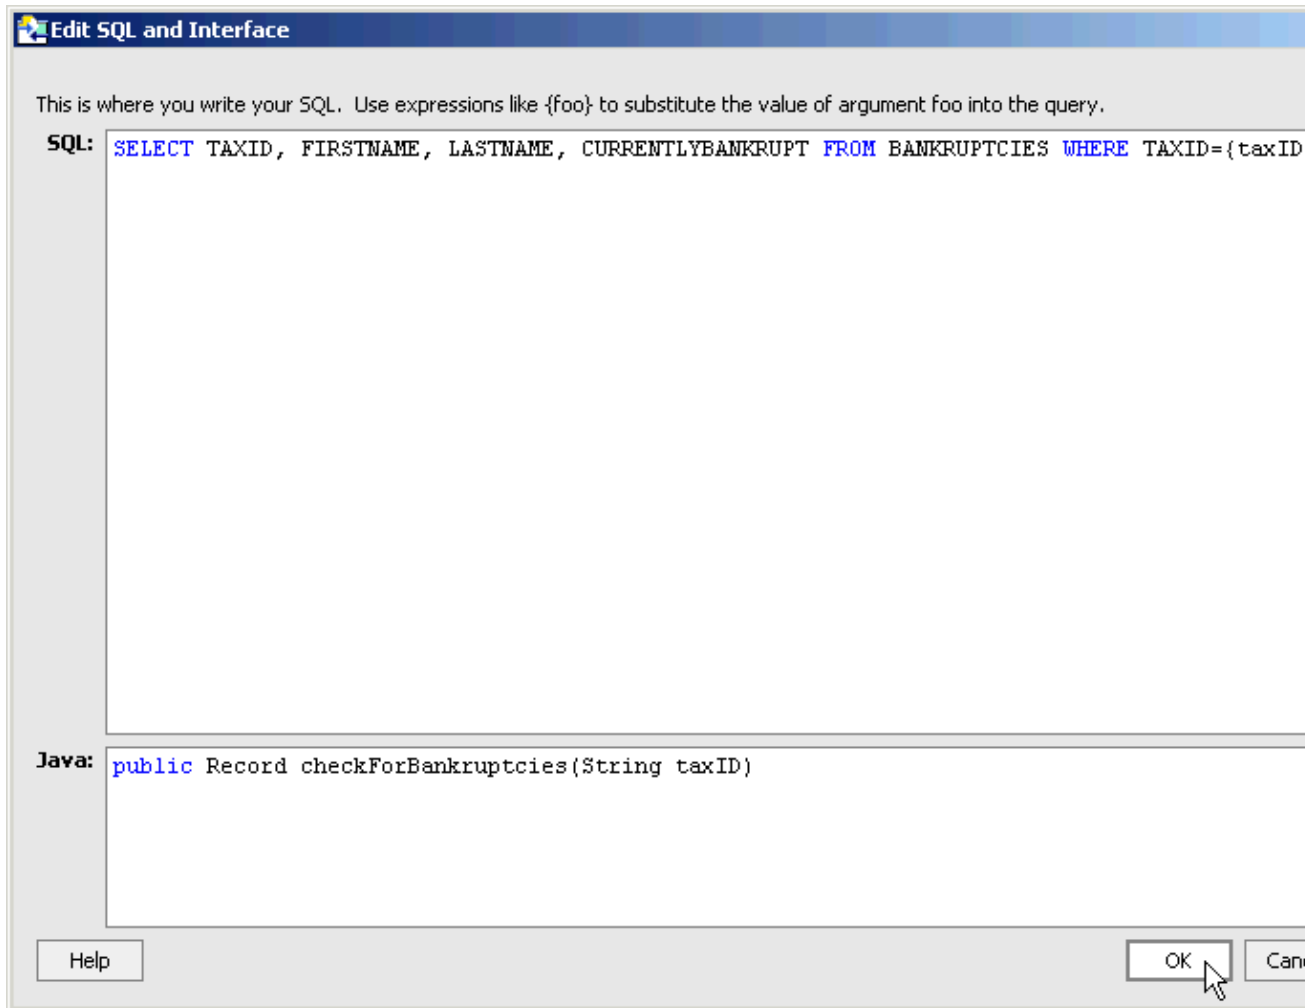 Edit SQL and Interface
This is where you write your SQL.  Use expressions like {foo} to substitute the value of argument foo into the query.
SQL:
SELECT TAXID, FIRSTNAME, LASTNAME, CURRENTLYBANKRUPT FROM BANKRUPTCIES WHERE TAXID={taxID
Java:
public Record checkForBankruptcies(String taxID)
Help
OK
Canc